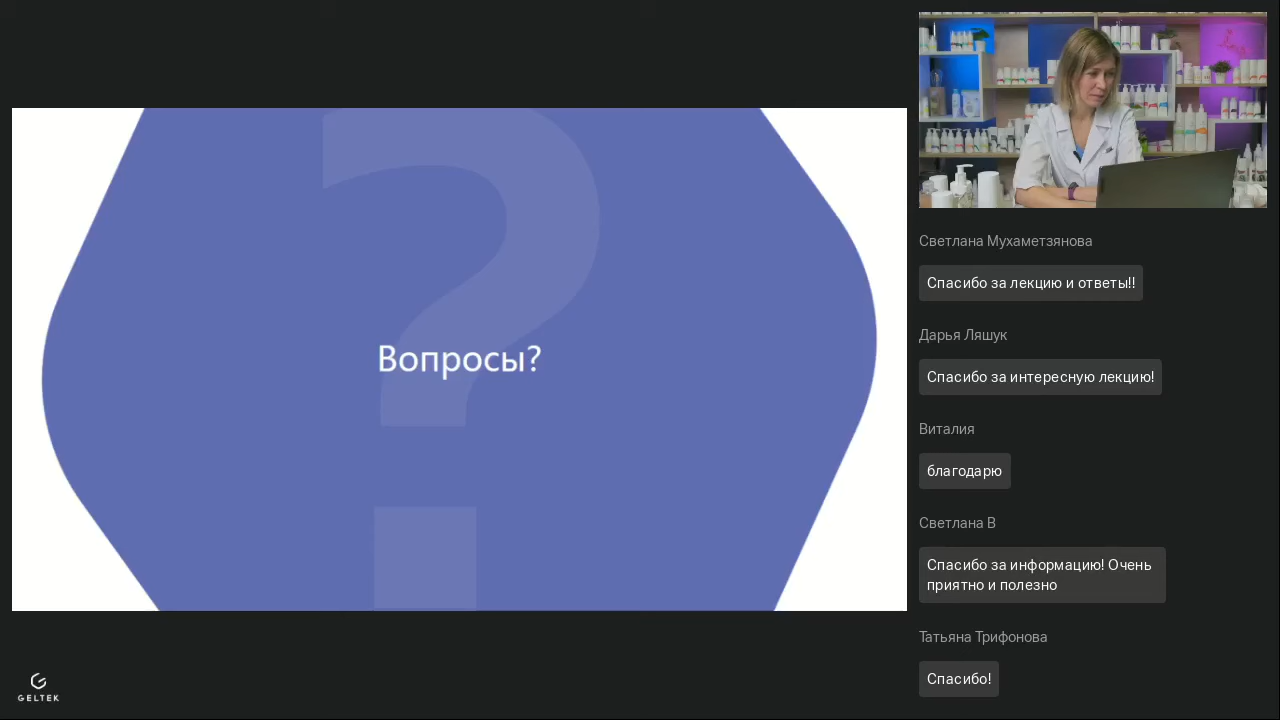 Вопросы?
GELTEK
Светлана Мухаметзянова
Спасибо за лекцию и ответы!!
Дарья Ляшук
Спасибо за интересную лекцию!
Виталия
благодарю
Светлана В
Спасибо за информацию! Очень
приятно и полезно
Татьяна Трифонова
Спасибо!